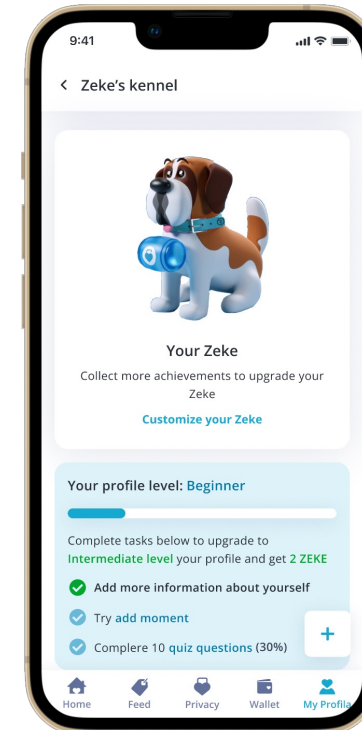 9:41
Zeke's kennel
Your Zeke
Collect more achievements to upgrade your
Zeke
Customize your Zeke
Your profile level: Beginner
Complete tasks below to upgrade to
Intermediate level your profile and get 2 ZEKE
Add more information about yourself
Try add moment
Complere 10 quiz questions (30%)
+
Home
Feed
Privacy
Wallet
My Profila